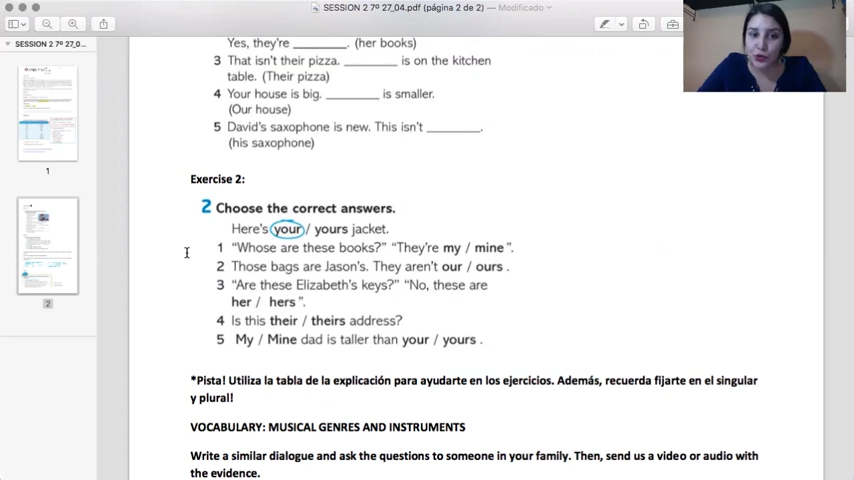 SESSION 2 7º 27_04.pdf (página 2 de 2) — Modificado
SESSION 2 7º 27_0...
1
2
Yes, they're ________. (her books)
3 That isn't their pizza. ________ is on the kitchen
table. (Their pizza)
4 Your house is big. ________ is smaller.
(Our house)
5 David's saxophone is new. This isn't ________.
(his saxophone)
Exercise 2:
2 Choose the correct answers.
Here's your / yours jacket.
1 “Whose are these books?” “They're my / mine”.
2 Those bags are Jason's. They aren't our / ours .
3 “Are these Elizabeth's keys?” “No, these are
her / hers”.
4 Is this their / theirs address?
5 My / Mine dad is taller than your / yours .
*Pista! Utiliza la tabla de la explicación para ayudarte en los ejercicios. Además, recuerda fijarte en el singular
y plural!
VOCABULARY: MUSICAL GENRES AND INSTRUMENTS
Write a similar dialogue and ask the questions to someone in your family. Then, send us a video or audio with
the evidence.